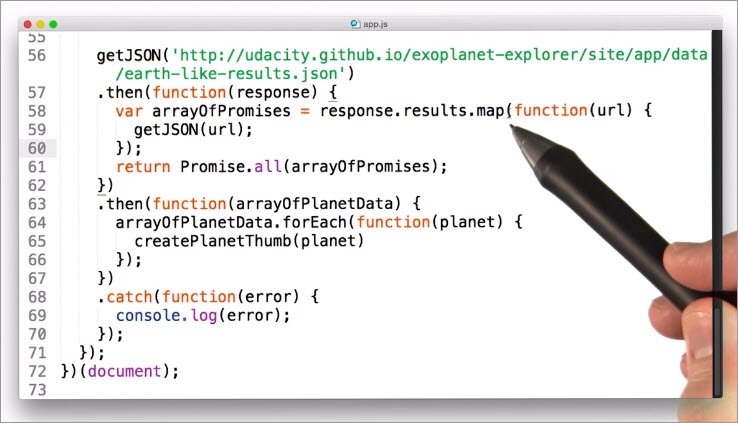 app.js
55
56 getJSON('http://udacity.github.io/exoplanet-explorer/site/app/data
/earth-like-results.json')
57 .then(function(response) {
58 var arrayOfPromises = response.results.map(function(url) {
59 getJSON(url);
60 });
61 return Promise.all(arrayOfPromises);
62 })
63 .then(function(arrayOfPlanetData) {
64 arrayOfPlanetData.forEach(function(planet) {
65 createPlanetThumb(planet)
66 });
67 })
68 .catch(function(error) {
69 console.log(error);
70 });
71 });
72 })(document);
73